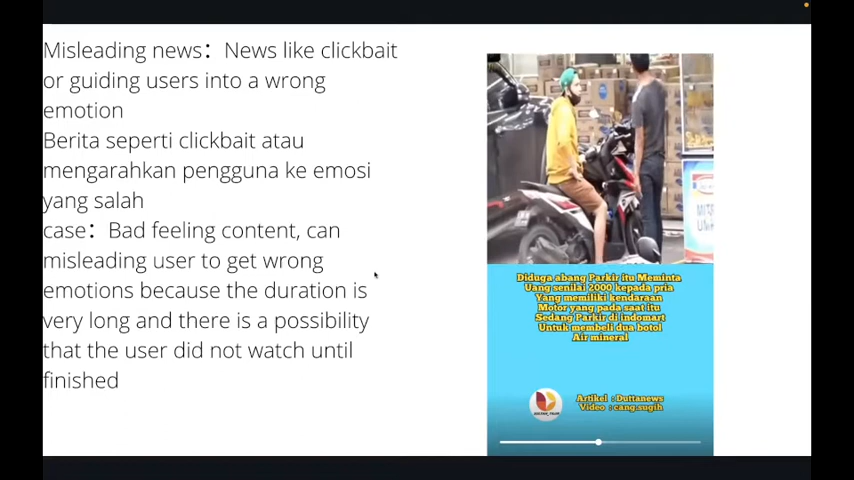 Misleading news：News like clickbait
or guiding users into a wrong
emotion
Berita seperti clickbait atau
mengarahkan pengguna ke emosi
yang salah
case：Bad feeling content, can
misleading user to get wrong
emotions because the duration is
very long and there is a possibility
that the user did not watch until
finished
Diduga abang Parkir itu Meminta
Uang senilai 2000 kepada pria
Yang memiliki kendaraan
Motor yang pada saat itu
Sedang Parkir di indomart
Untuk membeli dua botol
Air mineral
Artikel : Duttanews
Video : cang.sugih